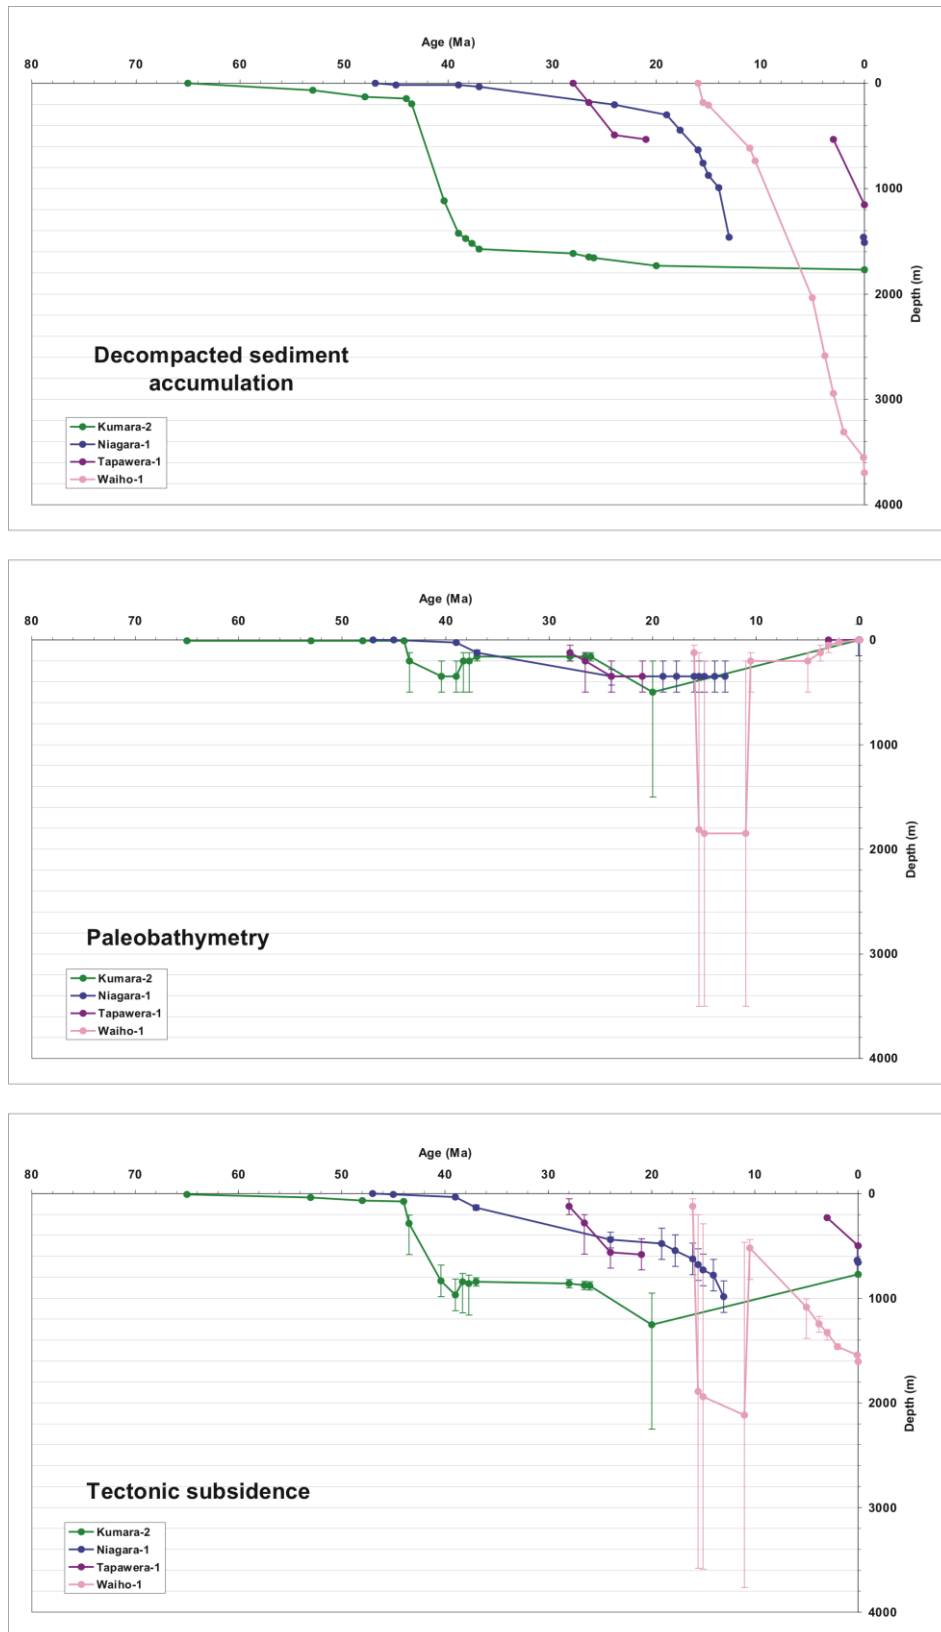 Age (Ma)
80 70 60 50 40 30 20 10 0
0
1000
2000
3000
4000
Depth (m)
Decompacted sediment
accumulation
Kumara-2
Niagara-1
Tapawera-1
Waiho-1
Age (Ma)
80 70 60 50 40 30 20 10 0
0
1000
2000
3000
4000
Depth (m)
Paleobathymetry
Kumara-2
Niagara-1
Tapawera-1
Waiho-1
Age (Ma)
80 70 60 50 40 30 20 10 0
0
1000
2000
3000
4000
Depth (m)
Tectonic subsidence
Kumara-2
Niagara-1
Tapawera-1
Waiho-1